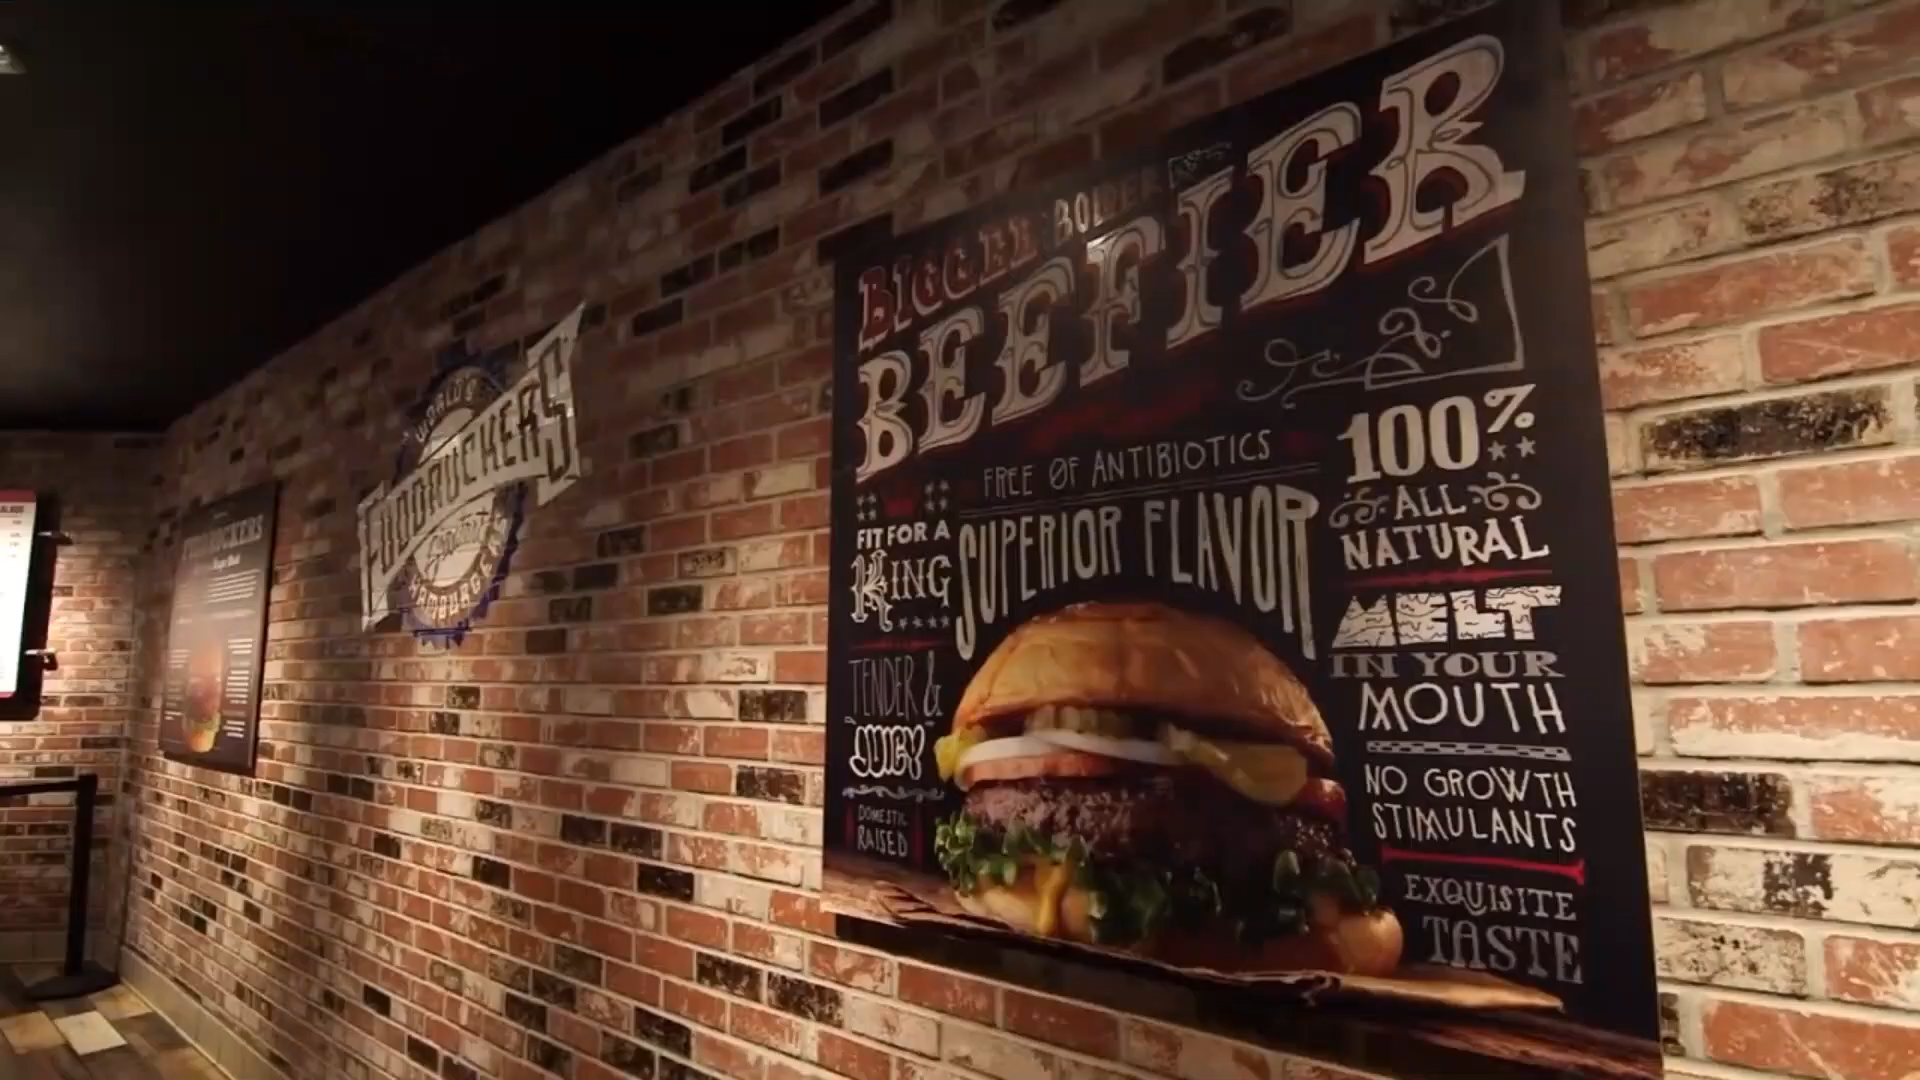 BIGGER BOLDER
BEEFIER
FREE OF ANTIBIOTICS
SUPERIOR FLAVOR
FIT FOR A
KING
TENDER &
JUICY
DOMESTIC
RAISED
100%
ALL
NATURAL
MELT
IN YOUR
MOUTH
NO GROWTH
STIMULANTS
EXQUISITE
TASTE
WORLD'S
FUDDRUCKERS
Greatest
HAMBURGERS
FUDDRUCKERS